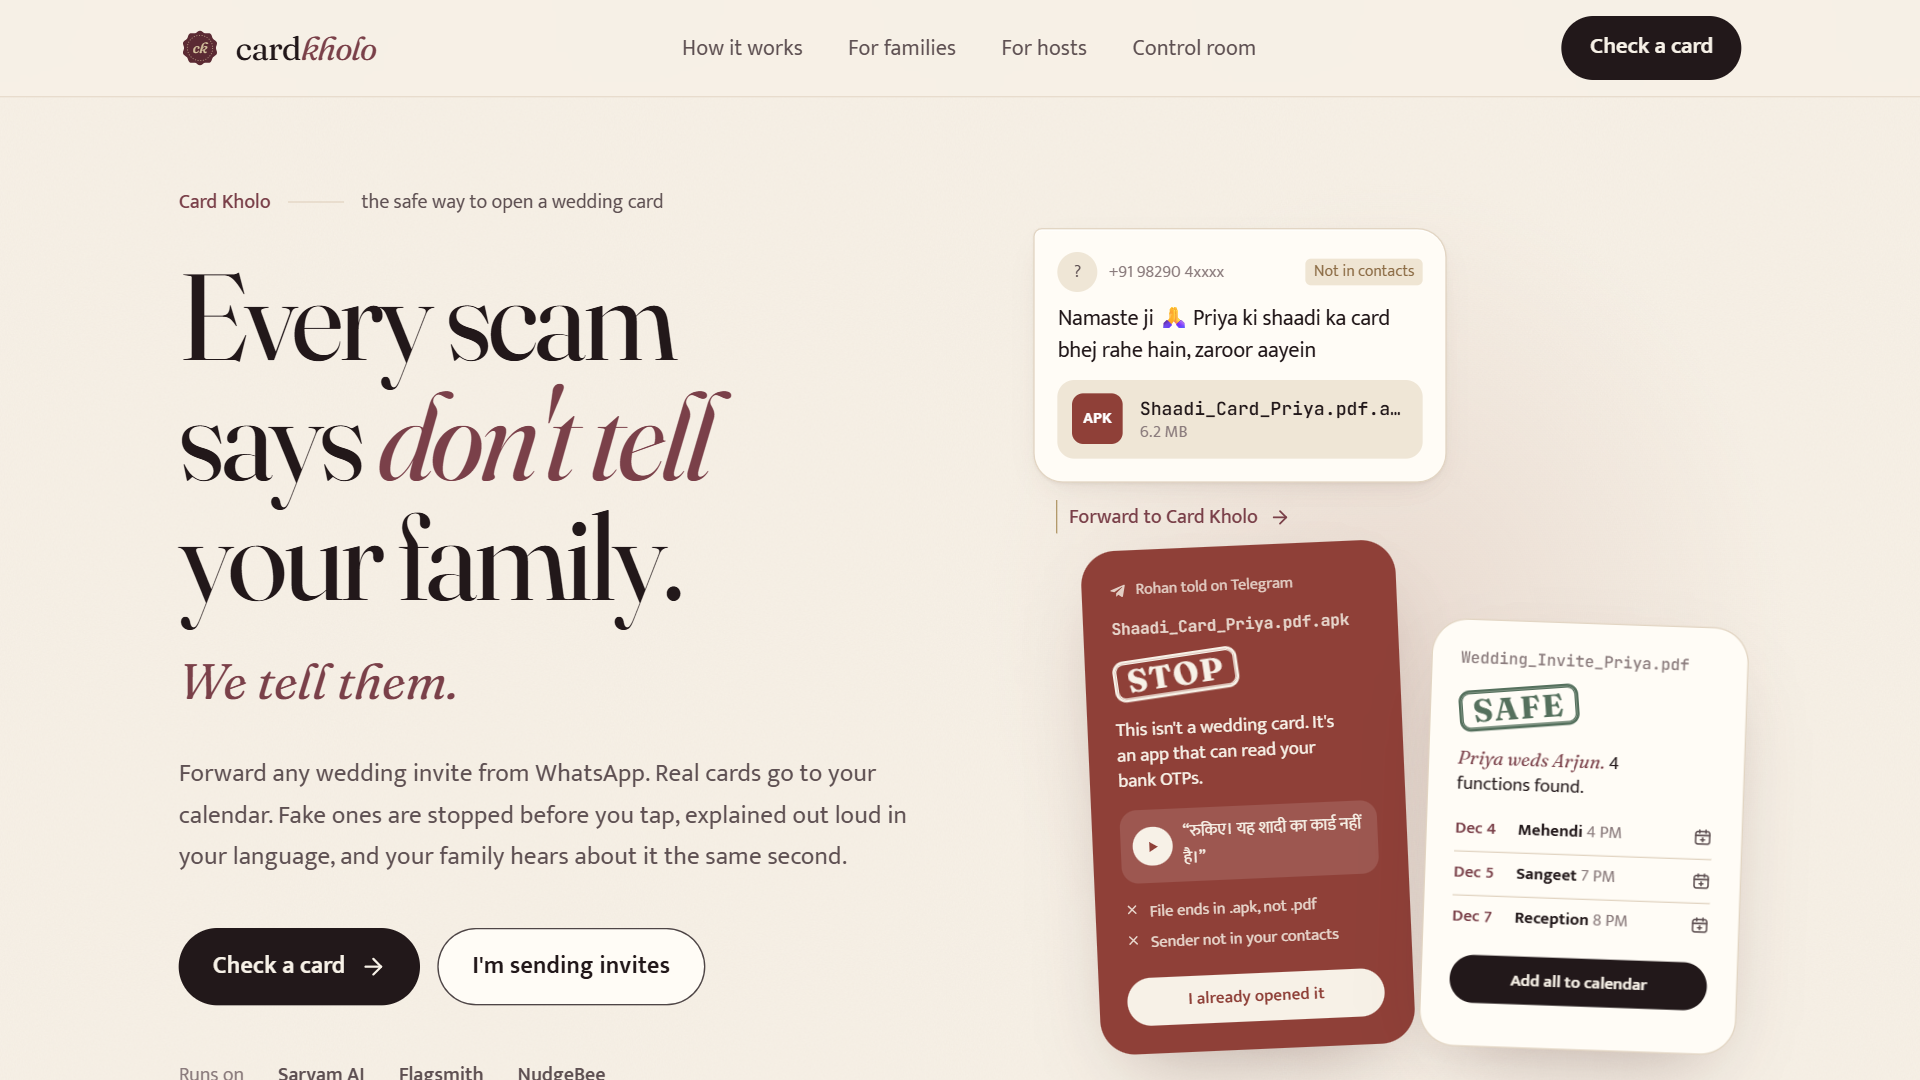 ck
cardkholo
How it works
For families
For hosts
Control room
Check a card
Card Kholo
the safe way to open a wedding card
Every scam
says don't tell
your family.
We tell them.
Forward any wedding invite from WhatsApp. Real cards go to your
calendar. Fake ones are stopped before you tap, explained out loud in
your language, and your family hears about it the same second.
Check a card
I'm sending invites
Runs on
Sarvam AI
Flagsmith
NudgeBee
?
+91 98290 4xxxx
Not in contacts
Namaste ji 🙏 Priya ki shaadi ka card
bhej rahe hain, zaroor aayein
APK
Shaadi_Card_Priya.pdf.a…
6.2 MB
Forward to Card Kholo
Rohan told on Telegram
Shaadi_Card_Priya.pdf.apk
STOP
This isn't a wedding card. It's
an app that can read your
bank OTPs.
“रुकिए। यह शादी का कार्ड नहीं
है।”
File ends in .apk, not .pdf
Sender not in your contacts
I already opened it
Wedding_Invite_Priya.pdf
SAFE
Priya weds Arjun. 4
functions found.
Dec 4 Mehendi 4 PM
Dec 5 Sangeet 7 PM
Dec 7 Reception 8 PM
Add all to calendar